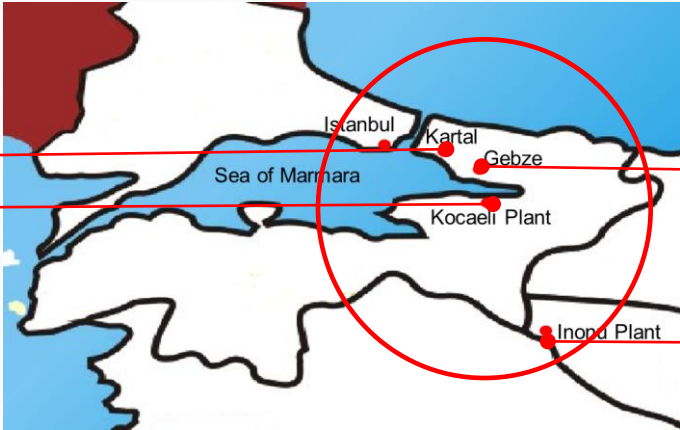 Istanbul
Kartal
Gebze
Sea of Marmara
Kocaeli Plant
Inonu Plant